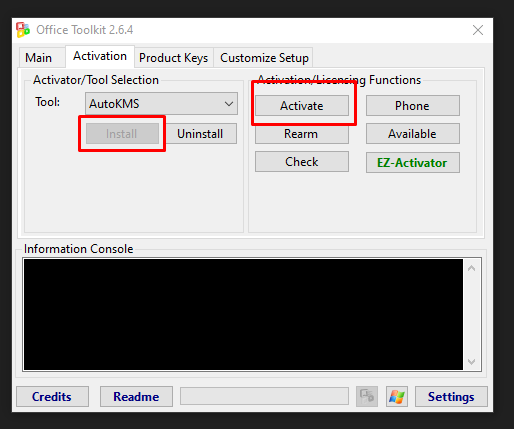 Office Toolkit 2.6.4
Main Activation Product Keys Customize Setup
Activator/Tool Selection
Tool: AutoKMS
Install Uninstall
Activation/Licensing Functions
Activate Phone
Rearm Available
Check EZ-Activator
Information Console
Credits Readme Settings